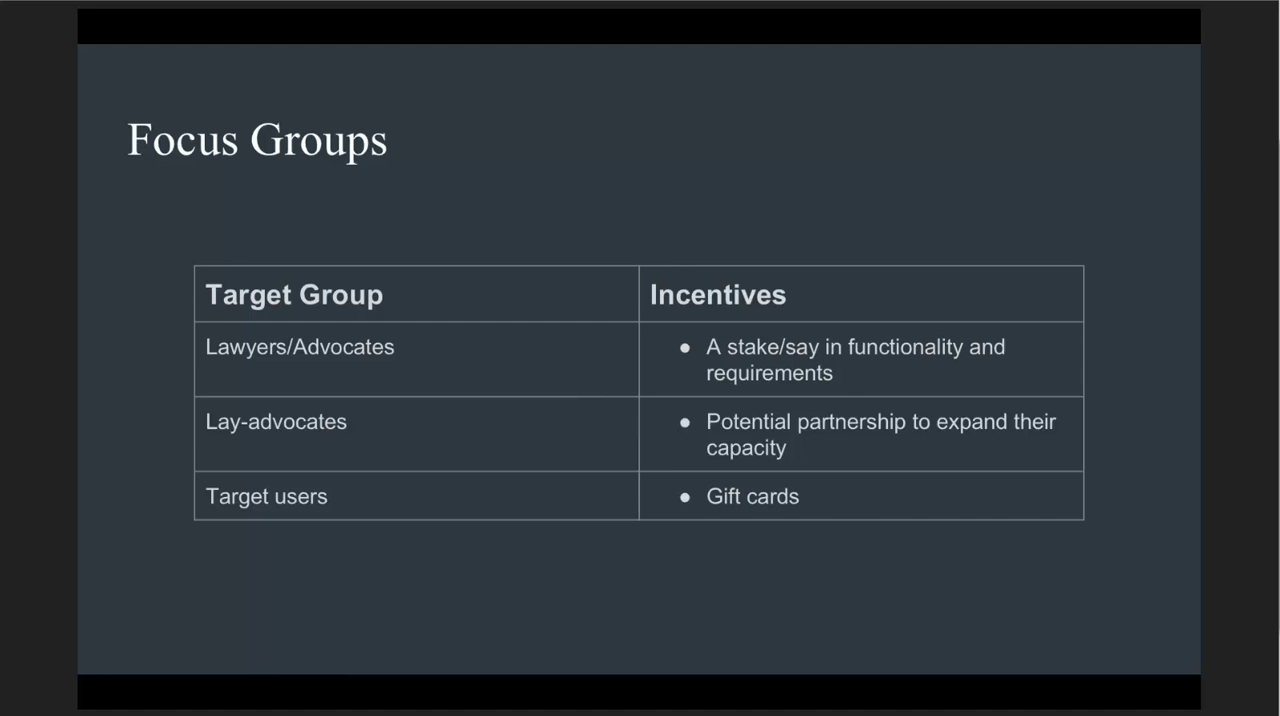 Focus Groups
Target Group
Incentives
Lawyers/Advocates
● A stake/say in functionality and
requirements
Lay-advocates
● Potential partnership to expand their
capacity
Target users
● Gift cards